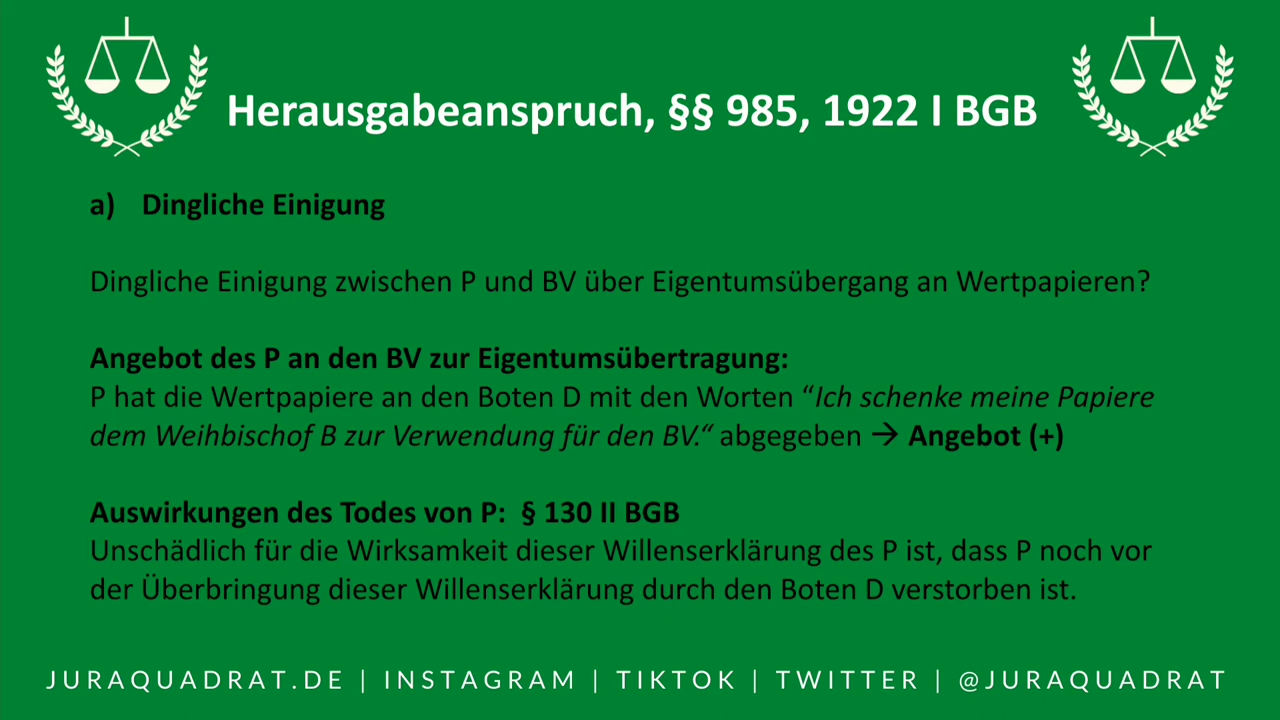 Herausgabeanspruch, §§ 985, 1922 I BGB
a) Dingliche Einigung
Dingliche Einigung zwischen P und BV über Eigentumsübergang an Wertpapieren?
Angebot des P an den BV zur Eigentumsübertragung:
P hat die Wertpapiere an den Boten D mit den Worten “Ich schenke meine Papiere
dem Weihbischof B zur Verwendung für den BV.“ abgegeben → Angebot (+)
Auswirkungen des Todes von P: § 130 II BGB
Unschädlich für die Wirksamkeit dieser Willenserklärung des P ist, dass P noch vor
der Überbringung dieser Willenserklärung durch den Boten D verstorben ist.
JURAQUADRAT.DE | INSTAGRAM | TIKTOK | TWITTER | @JURAQUADRAT